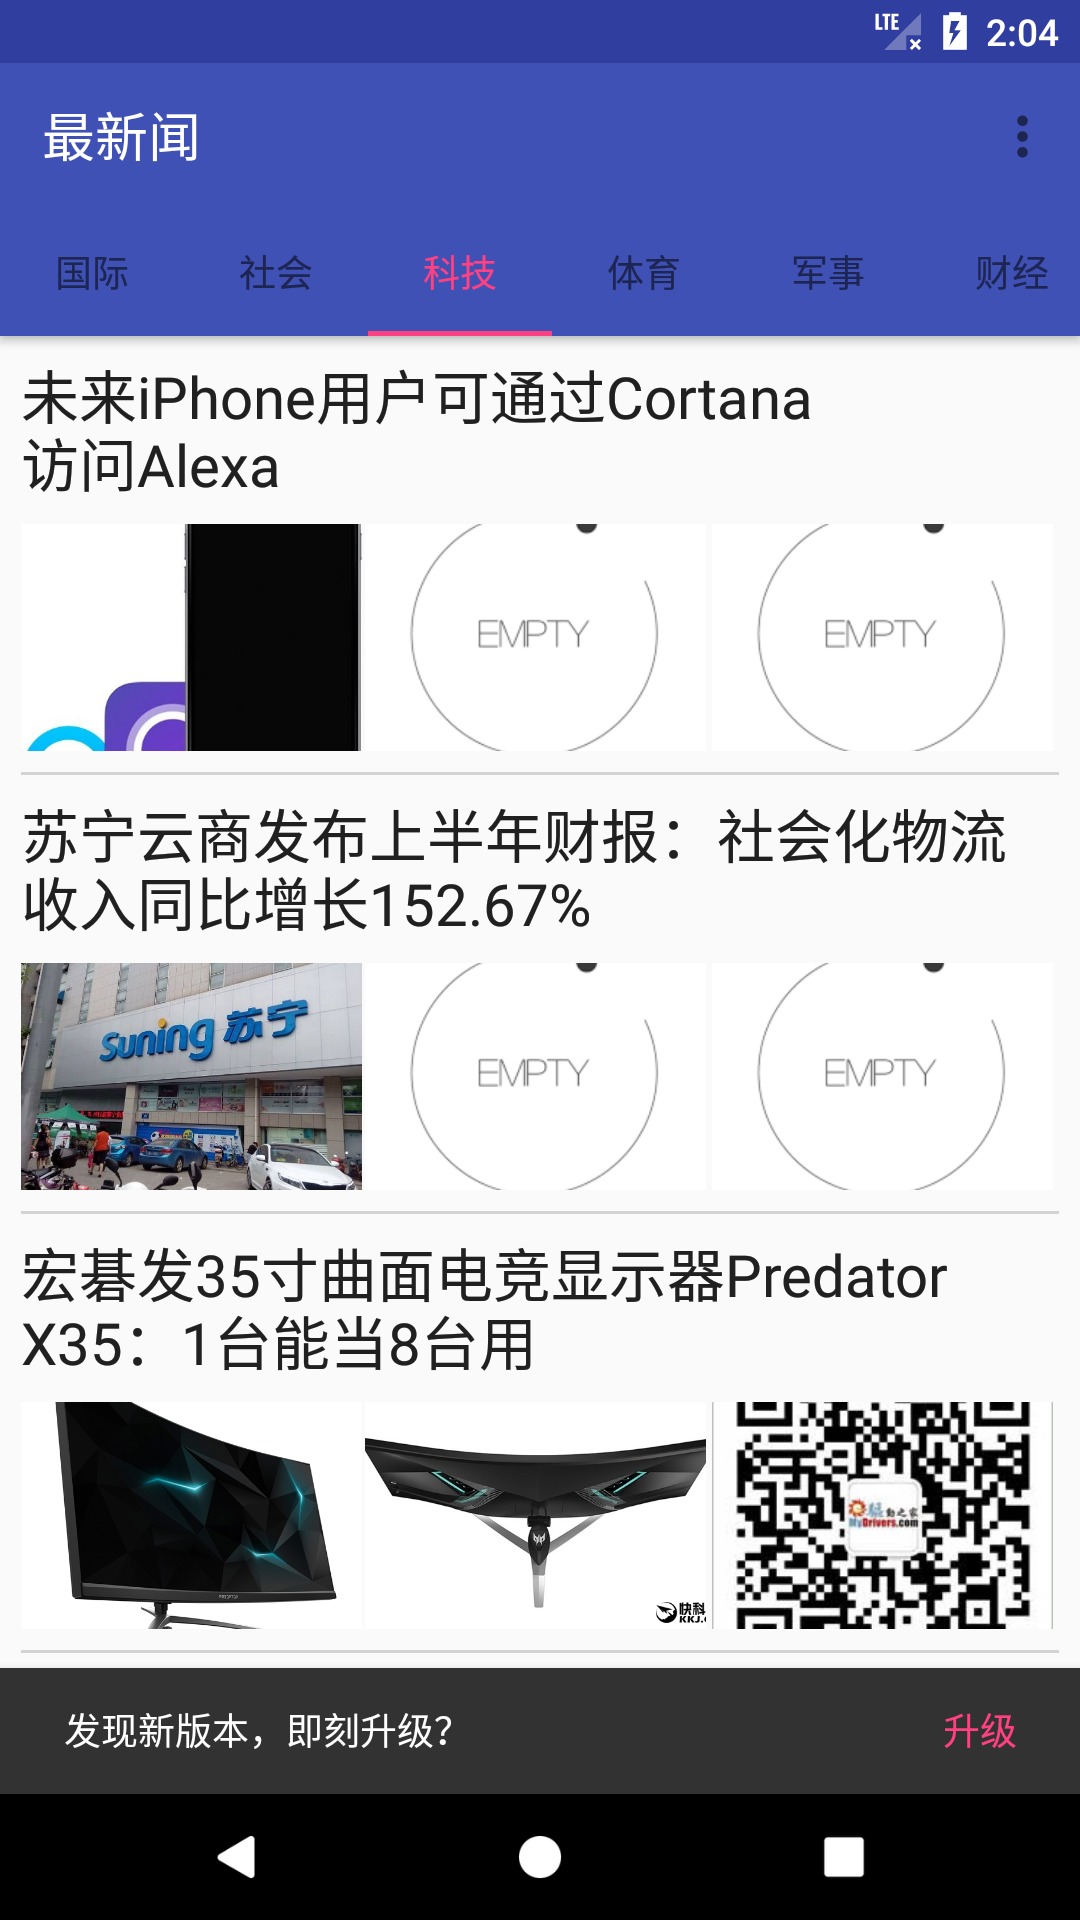 LTE 2:04
最新闻
国际 社会 科技 体育 军事 财经
未来iPhone用户可通过Cortana
访问Alexa
EMPTY EMPTY
苏宁云商发布上半年财报：社会化物流
收入同比增长152.67%
Suning 苏宁
EMPTY EMPTY
宏碁发35寸曲面电竞显示器Predator
X35：1台能当8台用
驱动之家
MyDrivers.com
快科
KKJ.
发现新版本，即刻升级？ 升级